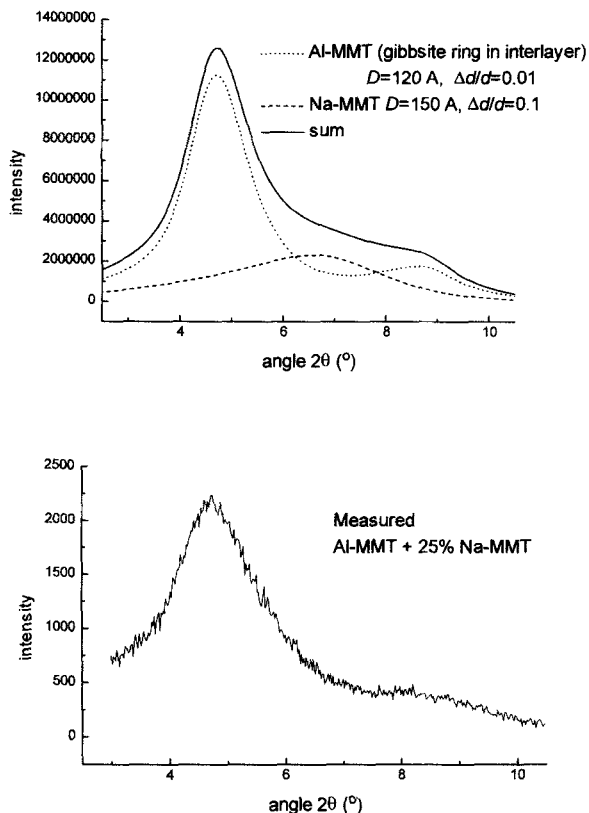 14000000
12000000
10000000
8000000
6000000
4000000
2000000
0
intensity
Al-MMT (gibbsite ring in interlayer)
D=120 A, Δd/d=0.01
Na-MMT D=150 A, Δd/d=0.1
sum
4
6
8
10
angle 2θ (°)
2500
2000
1500
1000
500
0
intensity
Measured
Al-MMT + 25% Na-MMT
4
6
8
10
angle 2θ (°)